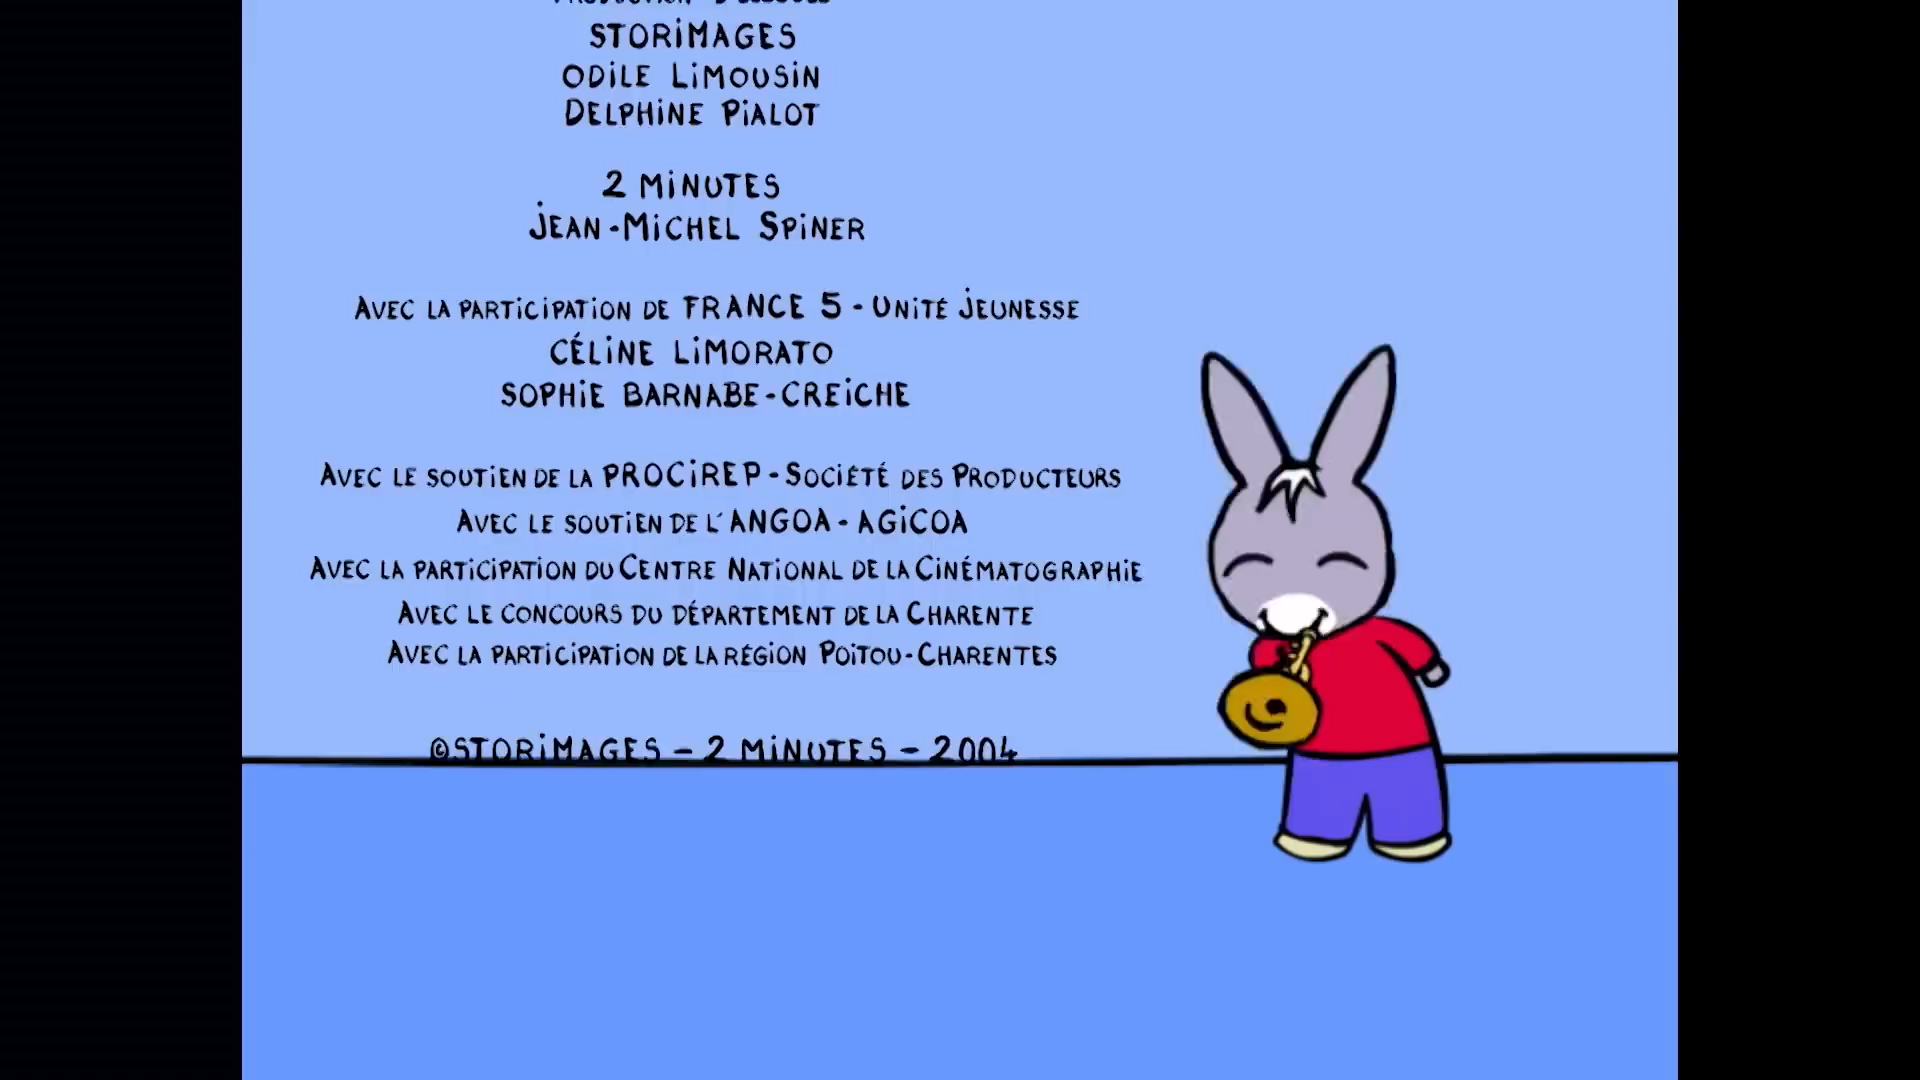 STORiMAGES
ODiLE LiMOUSiN
DELPHiNE PiALOT
2 MiNUTES
JEAN-MiCHEL SPiNER
AVEC LA PARTiCiPATiON DE FRANCE 5 - UNiTÉ JEUNESSE
CÉLiNE LiMORATO
SOPHiE BARNABE-CREiCHE
AVEC LE SOUTiEN DE LA PROCiREP - SOCiÉTÉ DES PRODUCTEURS
AVEC LE SOUTiEN DE L'ANGOA - AGiCOA
AVEC LA PARTiCiPATiON DU CENTRE NATiONAL DE LA CiNÉMATOGRAPHiE
AVEC LE CONCOURS DU DÉPARTEMENT DE LA CHARENTE
AVEC LA PARTiCiPATiON DE LA RÉGiON POiTOU-CHARENTES
©STORiMAGES – 2 MiNUTES – 2004